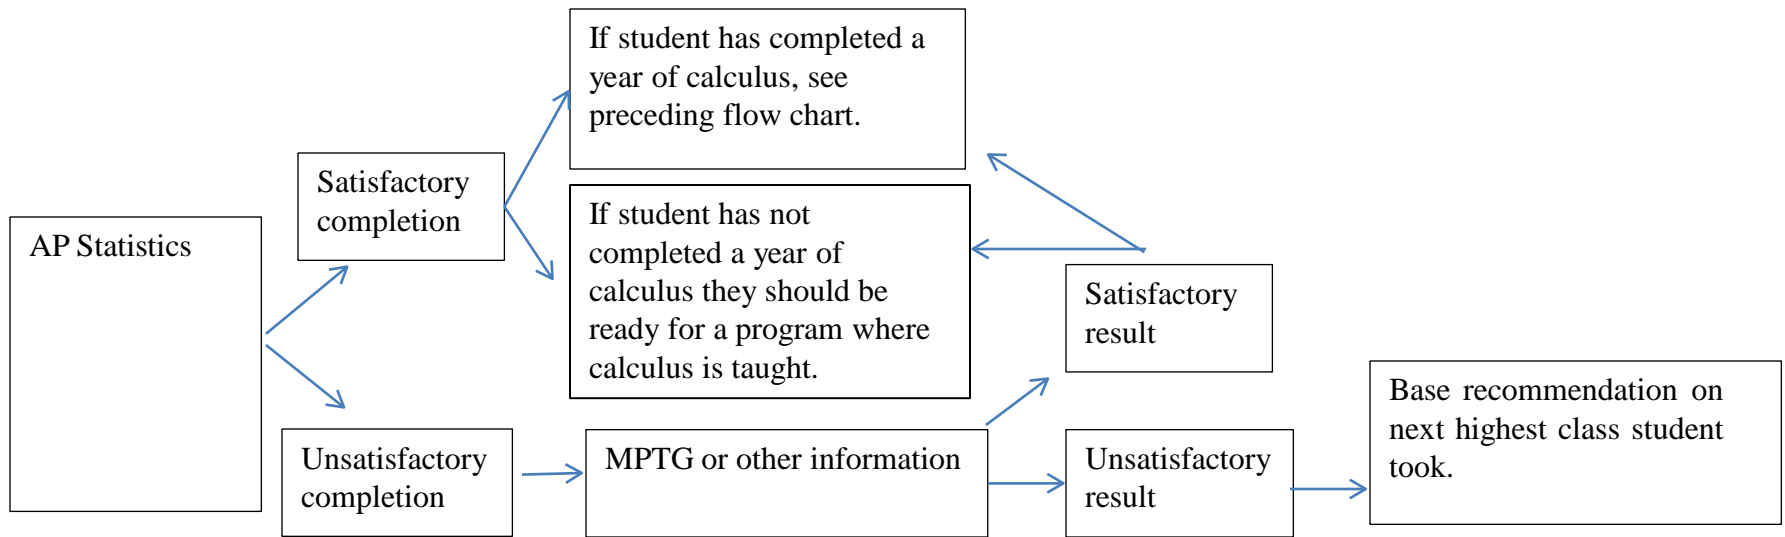 If student has completed a
year of calculus, see
preceding flow chart.
Satisfactory
completion
If student has not
completed a year of
calculus they should be
ready for a program where
calculus is taught.
AP Statistics
Satisfactory
result
Base recommendation on
next highest class student
took.
Unsatisfactory
completion
MPTG or other information
Unsatisfactory
result